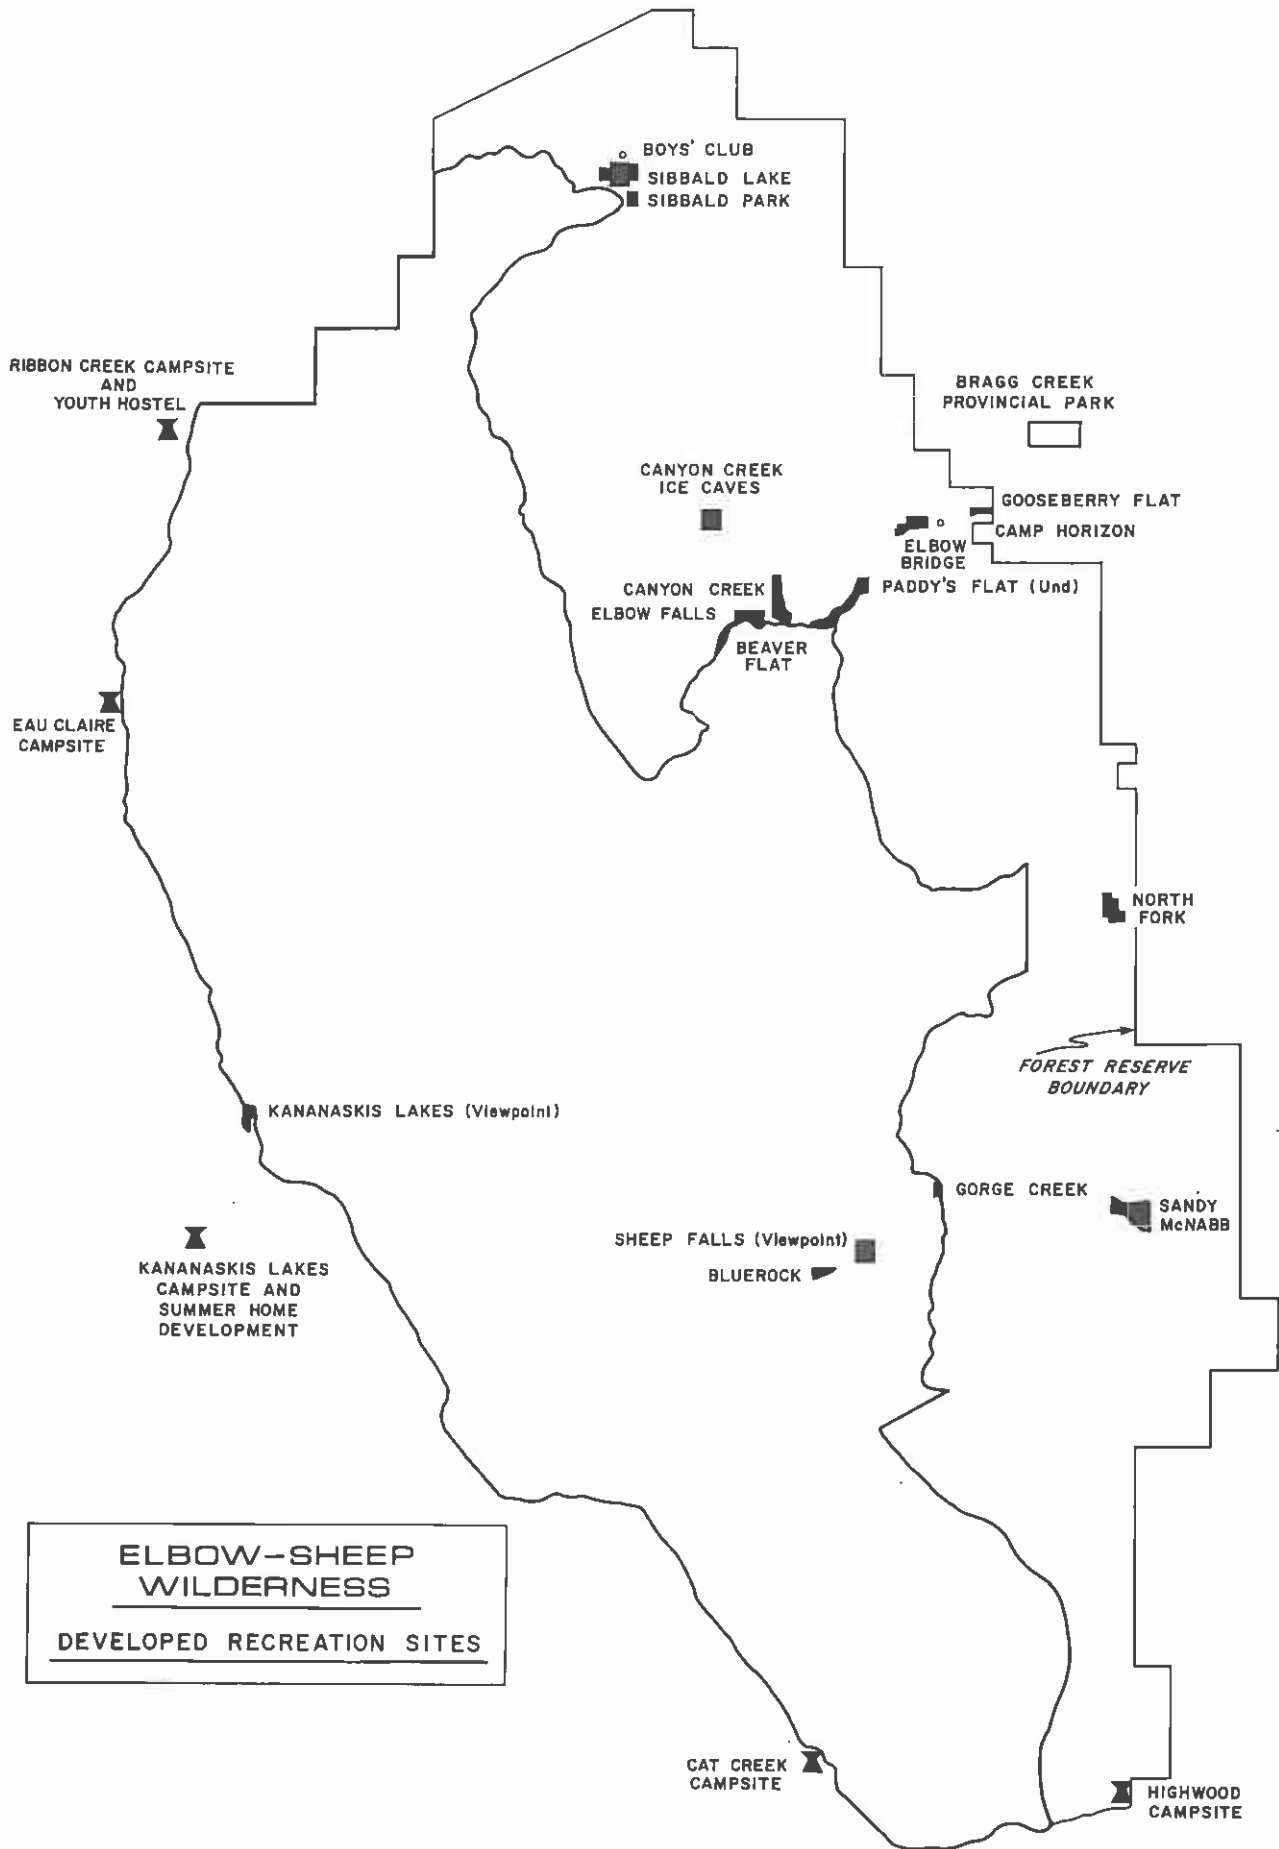 BOYS' CLUB
SIBBALD LAKE
SIBBALD PARK
RIBBON CREEK CAMPSITE
AND
YOUTH HOSTEL
BRAGG CREEK
PROVINCIAL PARK
CANYON CREEK
ICE CAVES
GOOSEBERRY FLAT
CAMP HORIZON
ELBOW
BRIDGE
CANYON CREEK
PADDY'S FLAT (Und)
ELBOW FALLS
BEAVER
FLAT
EAU CLAIRE
CAMPSITE
NORTH
FORK
FOREST RESERVE
BOUNDARY
KANANASKIS LAKES (Viewpoint)
GORGE CREEK
SANDY
McNABB
SHEEP FALLS (Viewpoint)
BLUEROCK
KANANASKIS LAKES
CAMPSITE AND
SUMMER HOME
DEVELOPMENT
ELBOW-SHEEP
WILDERNESS
DEVELOPED RECREATION SITES
CAT CREEK
CAMPSITE
HIGHWOOD
CAMPSITE